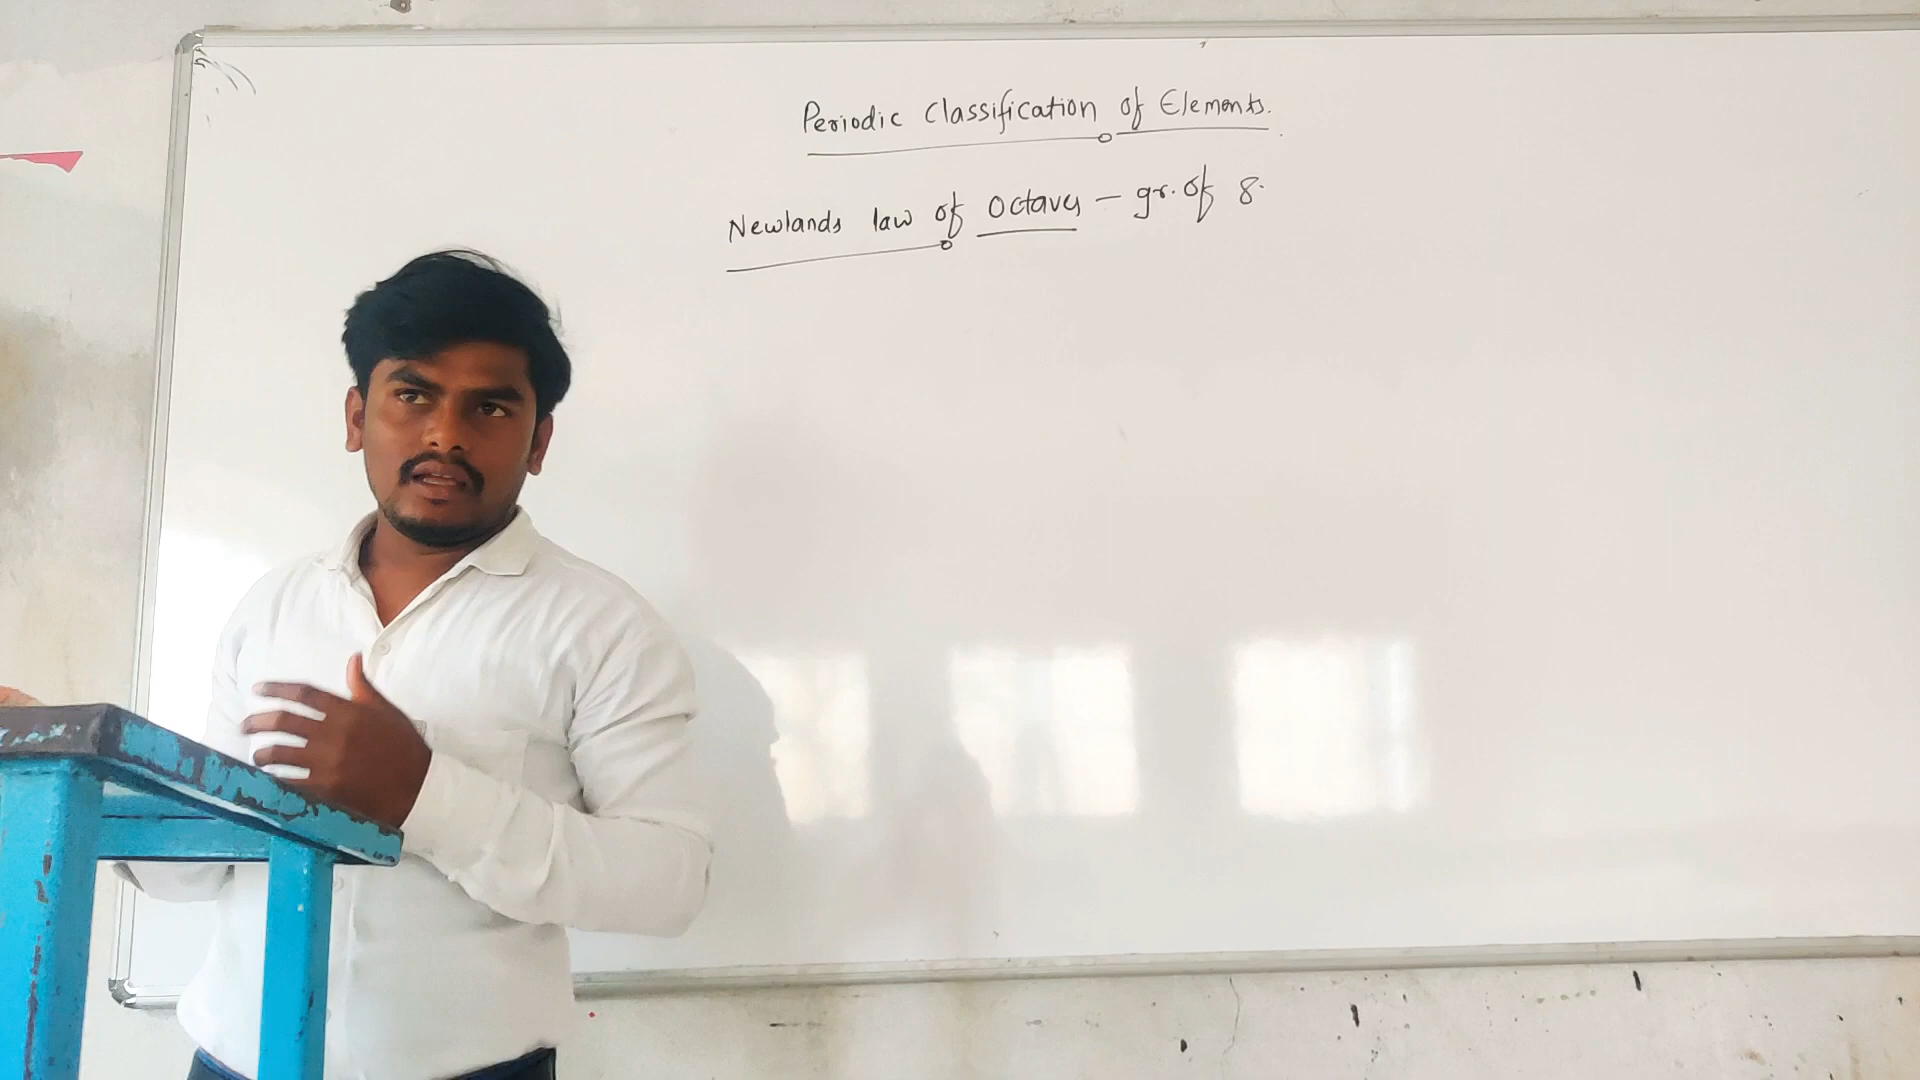 Periodic Classification of Elements.
Newlands law of Octaves – gr. of 8.